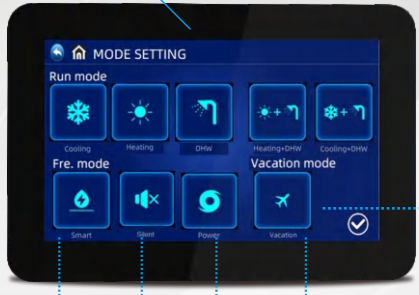 MODE SETTING
Run mode
Cooling Heating DHW Heating+DHW Cooling+DHW
Fre. mode Vacation mode
Smart Silent Power Vacation